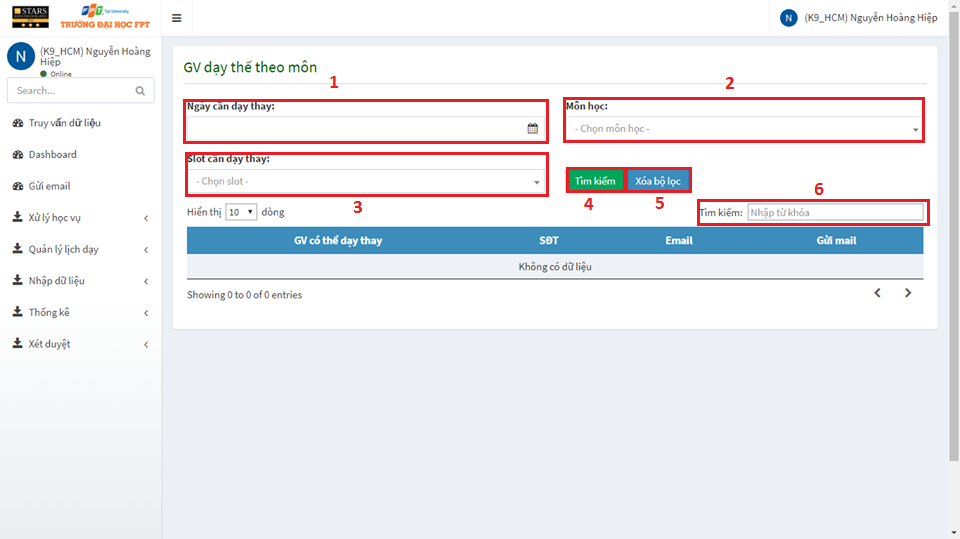 STARS
FPT Fpt University
TRƯỜNG ĐẠI HỌC FPT
N (K9_HCM) Nguyễn Hoàng Hiệp
N (K9_HCM) Nguyễn Hoàng
Hiệp
Online
Search...
Truy vấn dữ liệu
Dashboard
Gửi email
Xử lý học vụ
Quản lý lịch dạy
Nhập dữ liệu
Thống kê
Xét duyệt
GV dạy thế theo môn
1
2
Ngày cần dạy thay:
Môn học:
- Chọn môn học -
Slot cần dạy thay:
- Chọn slot -
Tìm kiếm
Xóa bộ lọc
3
4
5
6
Hiển thị 10 dòng
Tìm kiếm: Nhập từ khóa
GV có thể dạy thay SĐT Email Gửi mail
Không có dữ liệu
Showing 0 to 0 of 0 entries